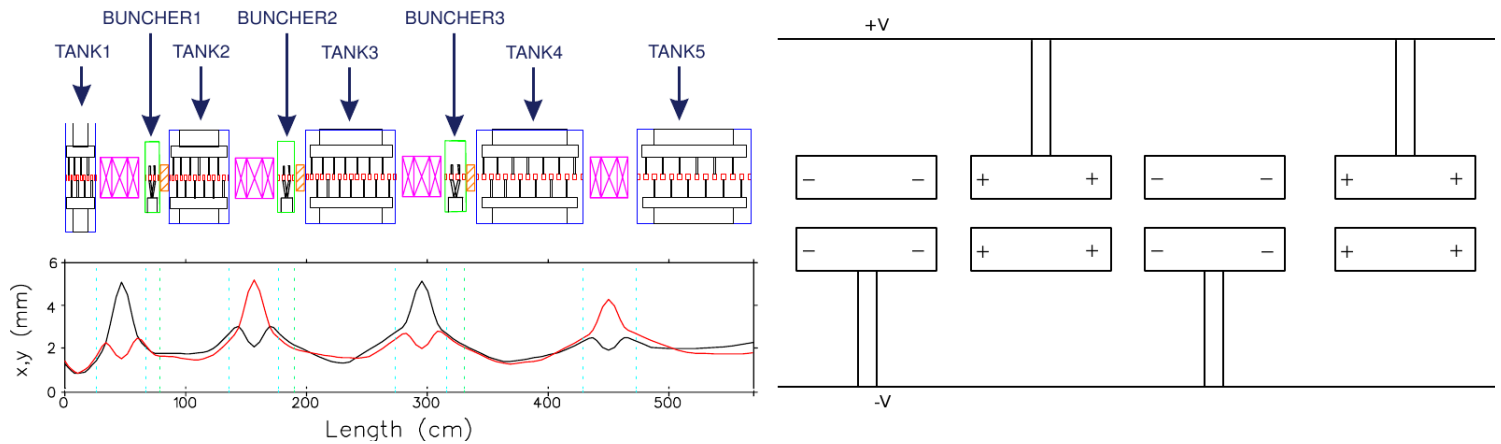 BUNCHER1 BUNCHER2 BUNCHER3
TANK1 TANK2 TANK3 TANK4 TANK5
6
4
2
0
x,y (mm)
0 100 200 300 400 500
Length (cm)
+V
− − + + − − + +
− − + + − − + +
-V